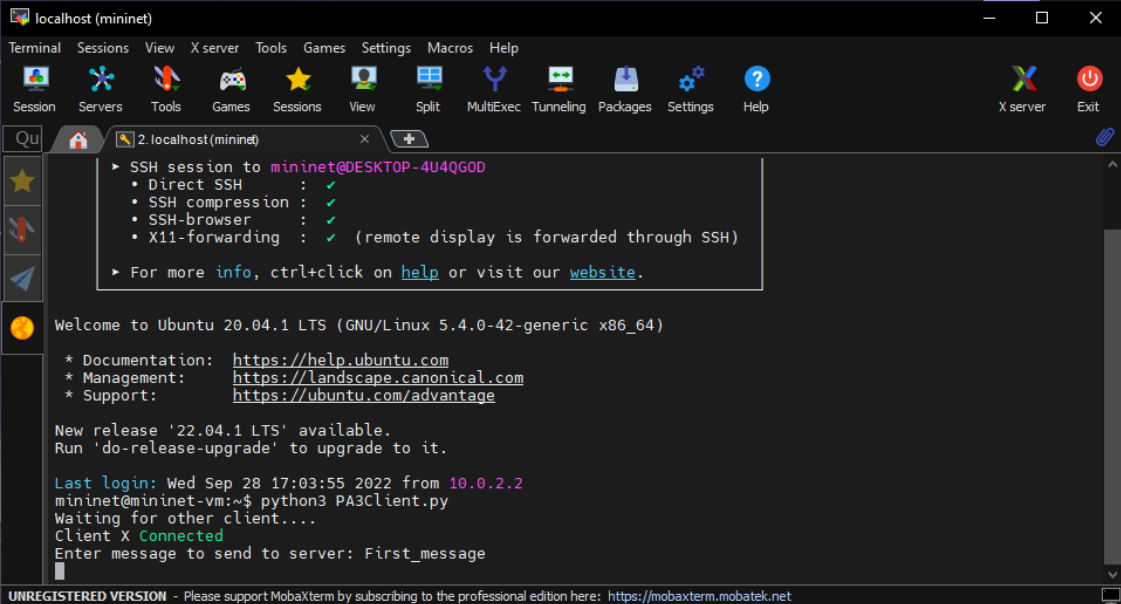 localhost (mininet)
Terminal Sessions View X server Tools Games Settings Macros Help
Session Servers Tools Games Sessions View Split MultiExec Tunneling Packages Settings Help X server Exit
Qu
2. localhost (mininet)
➤ SSH session to mininet@DESKTOP-4U4QGOD
• Direct SSH : ✔
• SSH compression : ✔
• SSH-browser : ✔
• X11-forwarding : ✔ (remote display is forwarded through SSH)
➤ For more info, ctrl+click on help or visit our website.
Welcome to Ubuntu 20.04.1 LTS (GNU/Linux 5.4.0-42-generic x86_64)
* Documentation: https://help.ubuntu.com
* Management: https://landscape.canonical.com
* Support: https://ubuntu.com/advantage
New release '22.04.1 LTS' available.
Run 'do-release-upgrade' to upgrade to it.
Last login: Wed Sep 28 17:03:55 2022 from 10.0.2.2
mininet@mininet-vm:~$ python3 PA3Client.py
Waiting for other client....
Client X Connected
Enter message to send to server: First_message
UNREGISTERED VERSION - Please support MobaXterm by subscribing to the professional edition here: https://mobaxterm.mobatek.net